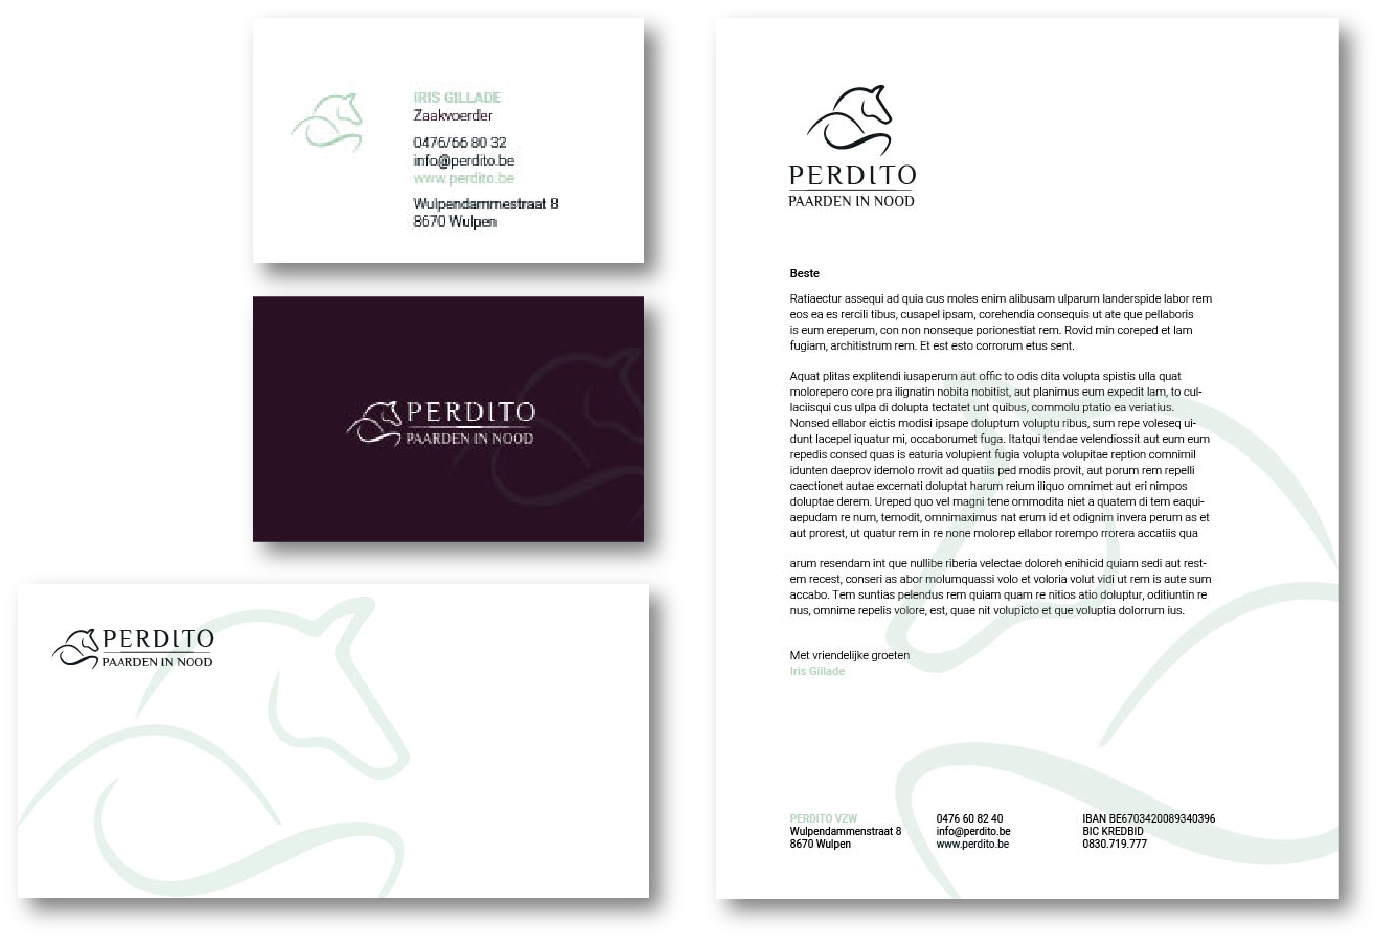 IRIS GILLADE
Zaakvoerder
0476/66 80 32
info@perdito.be
www.perdito.be
Wulpendammestraat 8
8670 Wulpen
PERDITO
PAARDEN IN NOOD
PERDITO
PAARDEN IN NOOD
PERDITO
PAARDEN IN NOOD
Beste
Ratiaectur assequi ad quia cus moles enim alibusam ulparum landerspide labor rem
eos ea es rercili tibus, cusapel ipsam, corehendia consequis ut ate que pellaboris
is eum ereperum, con non nonseque porionestiat rem. Rovid min coreped et lam
fugiam, architistrum rem. Et est esto corrorum etus sent.
Aquat plitas explitendi iusaperum aut offic to odis dita volupta spistis ulla quat
molorepero core pra ilignatin nobita nobitiist, aut planimus eum expedit lam, to cul-
laciisqui cus ulpa di dolupta tectatet unt quibus, commolu ptatio ea veriatius.
Nonsed ellabor eictis modisi ipsape doluptum voluptu ribus, sum repe voleseq ui-
dunt lacepel iquatur mi, occaborumet fuga. Itatqui tendae velendiossit aut eum eum
repedis consed quas is eaturia volupient fugia volupta volupitae reption comnimil
idunten daeprov idemolo rrovit ad quatiis ped modis provit, aut porum rem repelli
caectionet autae excernati doluptat harum reium iliquo omnimet aut eri nimpos
doluptae derem. Ureped quo vel magni tene ommodita niet a quatem di tem eaqui-
aepudam re num, temodit, omnimaximus nat erum id et odignim invera perum as et
aut prorest, ut quatur rem in re none molorep ellabor rorempo rrorera accatiis qua
arum resendam int que nullibe riberia velectae doloreh enihicid quiam sedi aut rest-
em recest, conseri as abor molumquassi volo et voloria volut vidi ut rem is aute sum
accabo. Tem suntias pelendus rem quiam quam re nitios atio doluptur, oditiuntin re
nus, omnime repelis volore, est, quae nit volupicto et que voluptia dolorrum ius.
Met vriendelijke groeten
Iris Gillade
PERDITO VZW
Wulpendammenstraat 8
8670 Wulpen
0476 60 82 40
info@perdito.be
www.perdito.be
IBAN BE6703420089340396
BIC KREDBID
0830.719.777